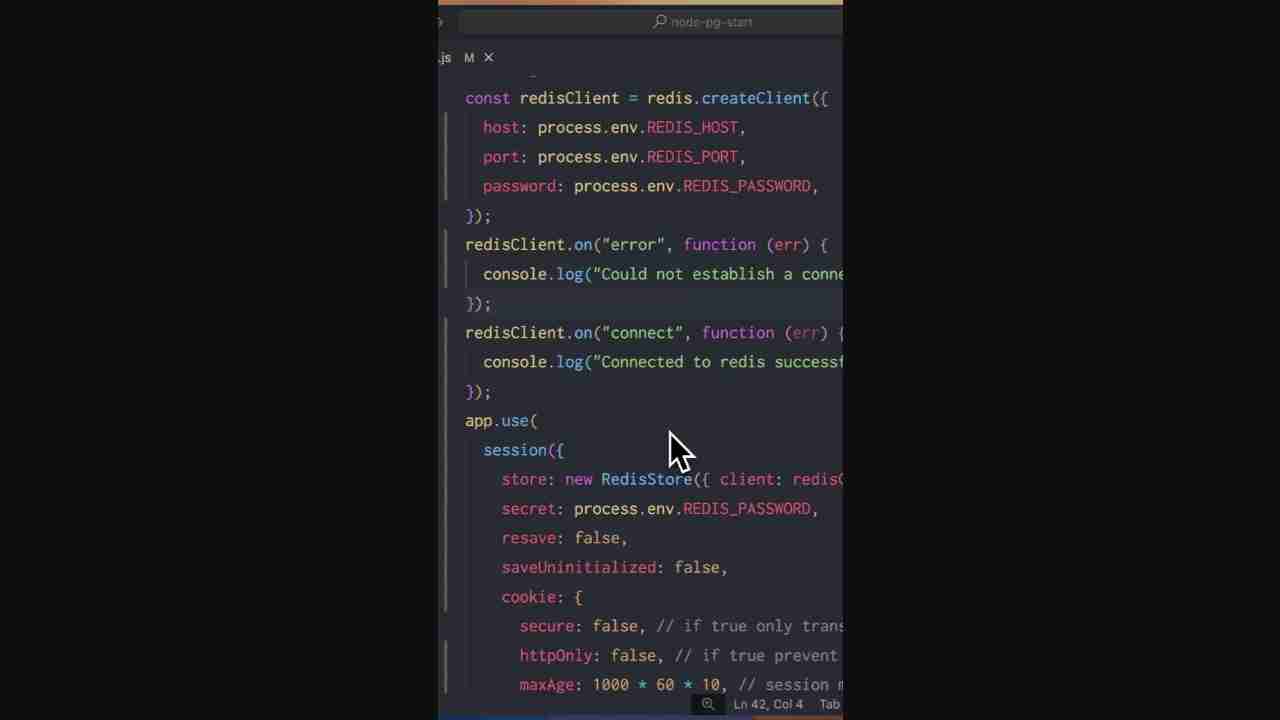 node-pg-start
.js M
const redisClient = redis.createClient({
host: process.env.REDIS_HOST,
port: process.env.REDIS_PORT,
password: process.env.REDIS_PASSWORD,
});
redisClient.on("error", function (err) {
console.log("Could not establish a conne
});
redisClient.on("connect", function (err) {
console.log("Connected to redis successf
});
app.use(
session({
store: new RedisStore({ client: redisC
secret: process.env.REDIS_PASSWORD,
resave: false,
saveUninitialized: false,
cookie: {
secure: false, // if true only trans
httpOnly: false, // if true prevent
maxAge: 1000 * 60 * 10, // session m
Ln 42, Col 4 Tab